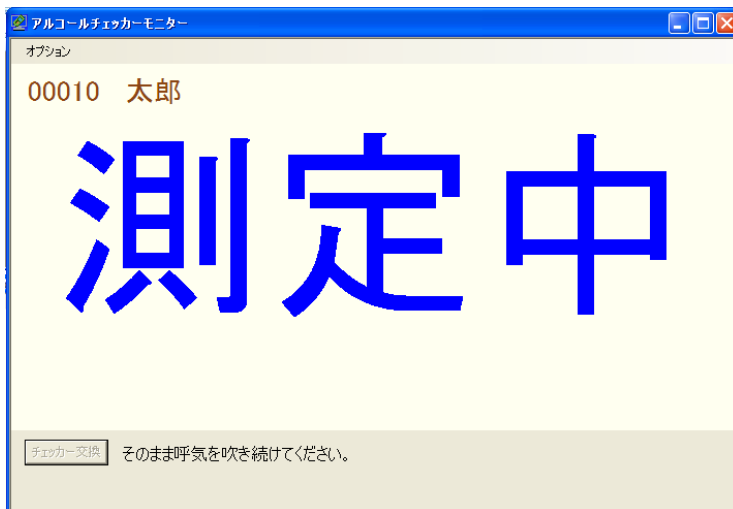 アルコールチェッカーモニター
オプション
00010 太郎
測定中
チェッカー交換 そのまま呼気を吹き続けてください。